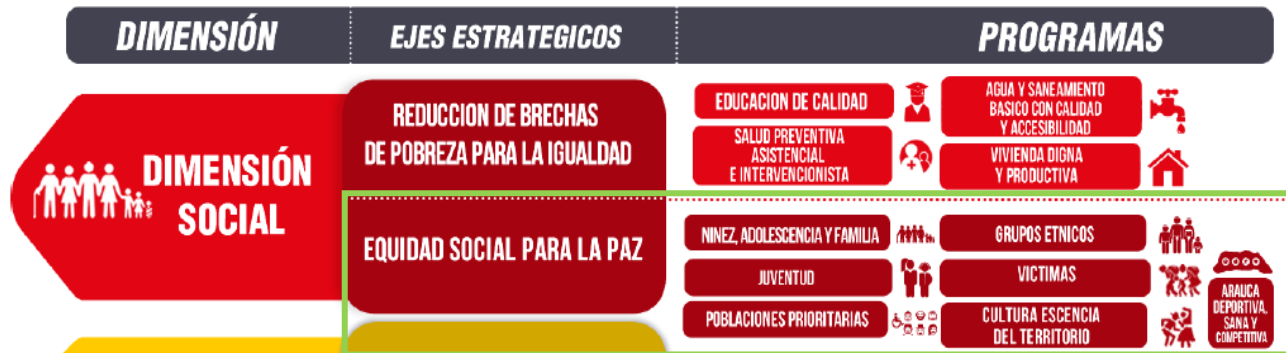 DIMENSIÓN
EJES ESTRATEGICOS
PROGRAMAS
DIMENSIÓN
SOCIAL
REDUCCION DE BRECHAS
DE POBREZA PARA LA IGUALDAD
EDUCACION DE CALIDAD
SALUD PREVENTIVA
ASISTENCIAL
E INTERVENCIONISTA
AGUA Y SANEAMIENTO
BASICO CON CALIDAD
Y ACCESIBILIDAD
VIVIENDA DIGNA
Y PRODUCTIVA
EQUIDAD SOCIAL PARA LA PAZ
NINEZ, ADOLESCENCIA Y FAMILIA
JUVENTUD
POBLACIONES PRIORITARIAS
GRUPOS ETNICOS
VICTIMAS
CULTURA ESCENCIA
DEL TERRITORIO
ARAUCA
DEPORTIVA,
SANA Y
COMPETITIVA